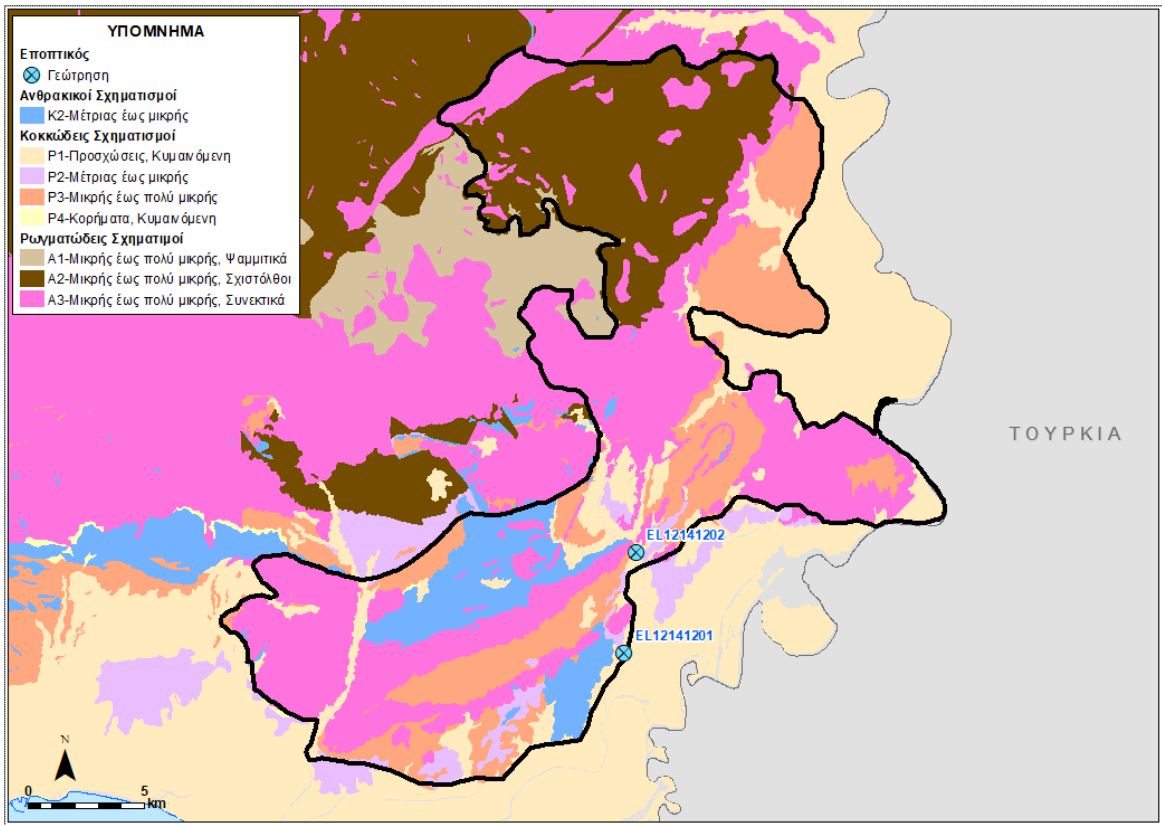 ΥΠΟΜΝΗΜΑ
Εποπτικός
Γεώτρηση
Ανθρακικοί Σχηματισμοί
Κ2-Μέτριας έως μικρής
Κοκκώδεις Σχηματισμοί
Ρ1-Προσχώσεις, Κυμαινόμενη
Ρ2-Μέτριας έως μικρής
Ρ3-Μικρής έως πολύ μικρής
Ρ4-Κορήματα, Κυμαινόμενη
Ρωγματώδεις Σχηματιμοί
Α1-Μικρής έως πολύ μικρής, Ψαμμιτικά
Α2-Μικρής έως πολύ μικρής, Σχιστόλθοι
Α3-Μικρής έως πολύ μικρής, Συνεκτικά
ΤΟΥΡΚΙΑ
EL12141202
EL12141201
N
0 5
km